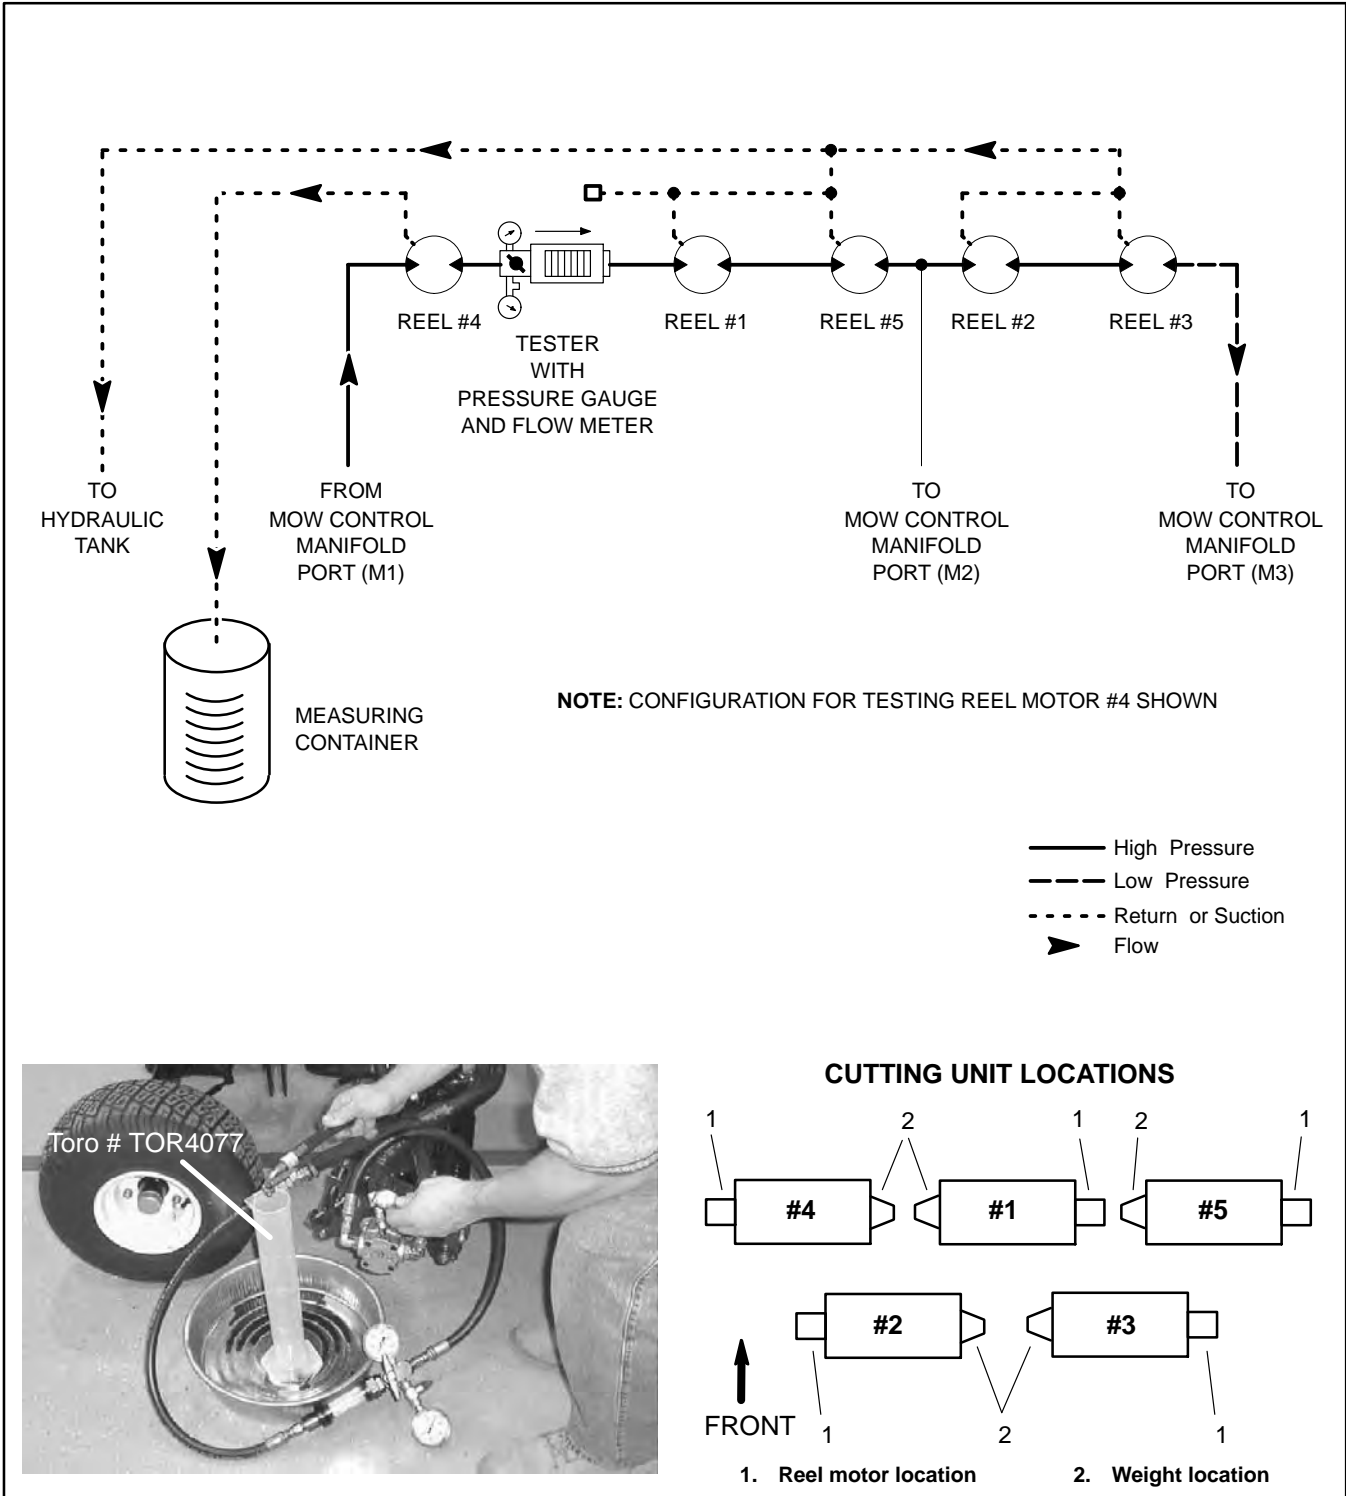 REEL #4
REEL #1
REEL #5
REEL #2
REEL #3
TESTER
WITH
PRESSURE GAUGE
AND FLOW METER
TO
HYDRAULIC
TANK
FROM
MOW CONTROL
MANIFOLD
PORT (M1)
TO
MOW CONTROL
MANIFOLD
PORT (M2)
TO
MOW CONTROL
MANIFOLD
PORT (M3)
MEASURING
CONTAINER
NOTE: CONFIGURATION FOR TESTING REEL MOTOR #4 SHOWN
High Pressure
Low Pressure
Return or Suction
Flow
Toro # TOR4077
CUTTING UNIT LOCATIONS
1 2 1 2 1
#4 #1 #5
#2 #3
FRONT
1 2 1
1. Reel motor location 2. Weight location